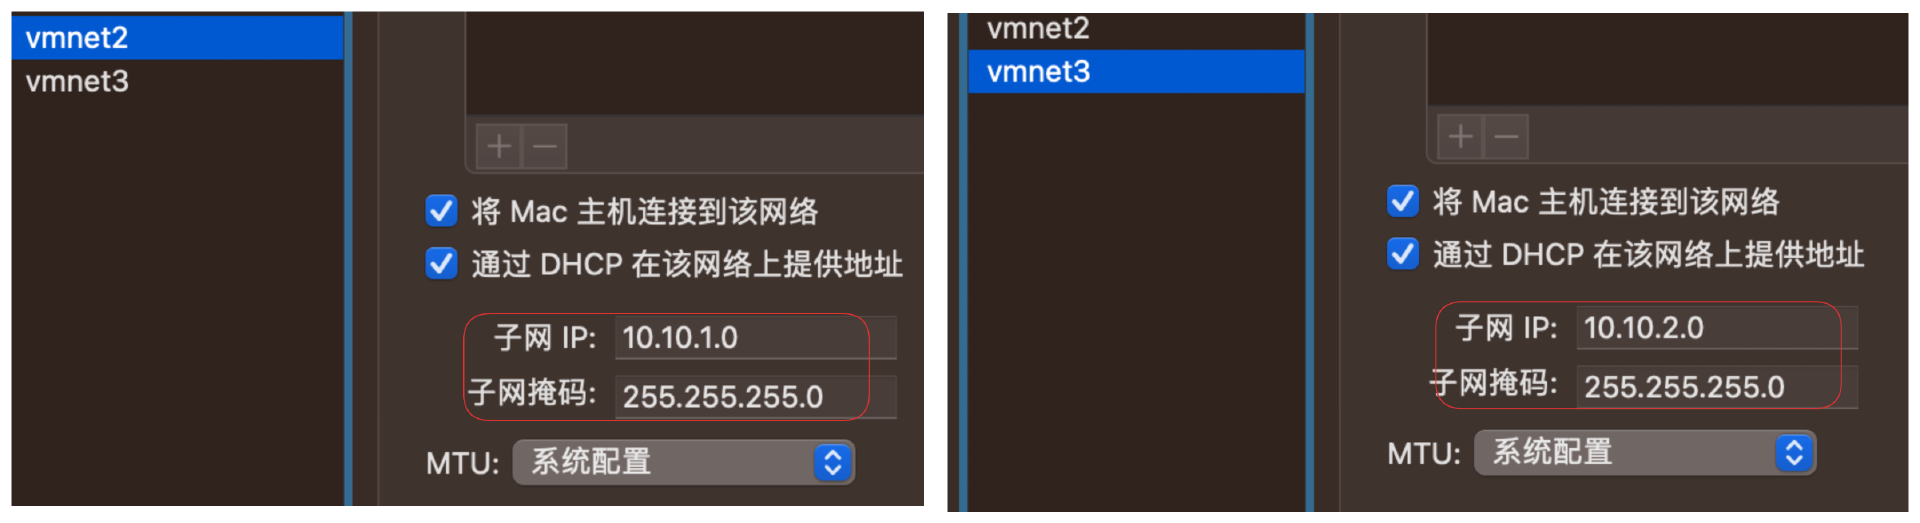 vmnet2
vmnet3
将 Mac 主机连接到该网络
通过 DHCP 在该网络上提供地址
子网 IP: 10.10.1.0
子网掩码: 255.255.255.0
MTU: 系统配置
vmnet2
vmnet3
将 Mac 主机连接到该网络
通过 DHCP 在该网络上提供地址
子网 IP: 10.10.2.0
子网掩码: 255.255.255.0
MTU: 系统配置